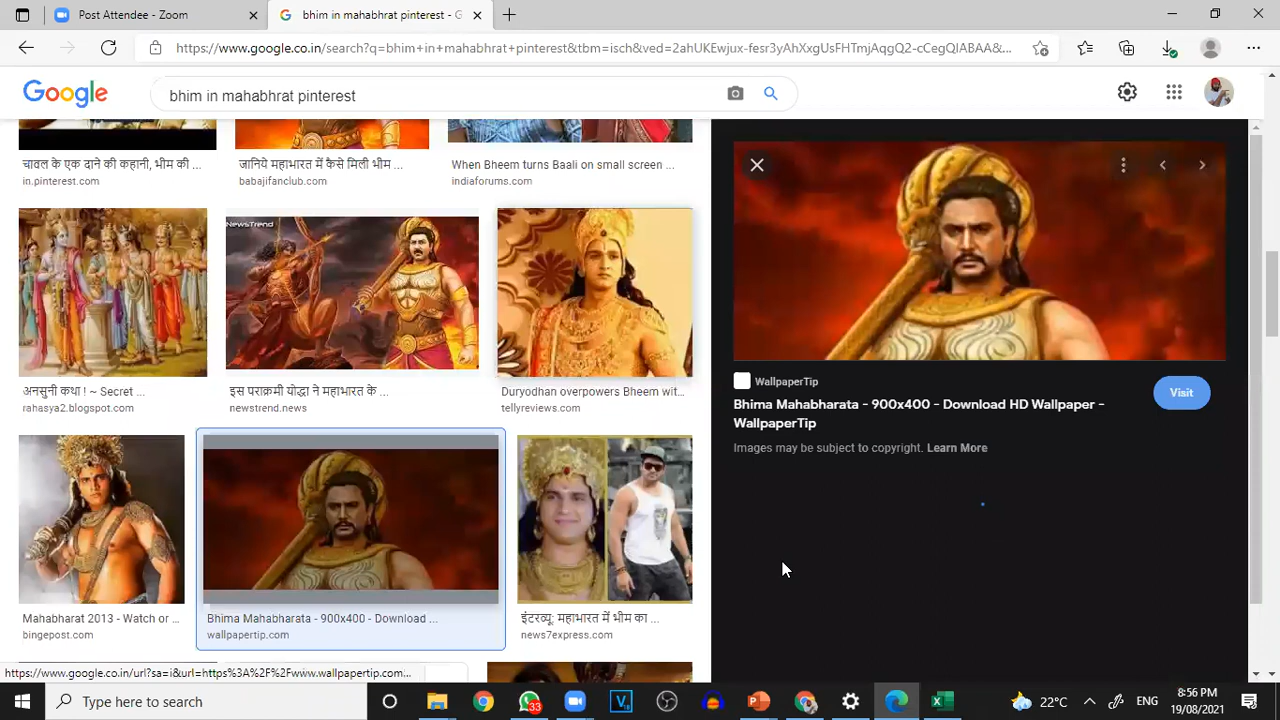 Post Attendee - Zoom
bhim in mahabhrat pinterest - G
https://www.google.co.in/search?q=bhim+in+mahabhrat+pinterest&tbm=isch&ved=2ahUKEwjux-fesr3yAhXxgUsFHTmjAqgQ2-cCegQIABAA&...
Google
bhim in mahabhrat pinterest
चावल के एक दाने की कहानी, भीम की ...
in.pinterest.com
जानिये महाभारत में कैसे मिली भीम ...
babajifanclub.com
When Bheem turns Baali on small screen ...
indiaforums.com
NewsTrend
अनसुनी कथा ! ~ Secret ...
rahasya2.blogspot.com
इस पराक्रमी योद्धा ने महाभारत के ...
newstrend.news
Duryodhan overpowers Bheem wit...
tellyreviews.com
Mahabharat 2013 - Watch or ...
bingepost.com
Bhima Mahabharata - 900x400 - Download ...
wallpapertip.com
इंटरव्यू: महाभारत में भीम का ...
news7express.com
WallpaperTip
Visit
Bhima Mahabharata - 900x400 - Download HD Wallpaper -
WallpaperTip
Images may be subject to copyright. Learn More
https://www.google.co.in/url?sa=i&url=https%3A%2F%2Fwww.wallpapertip.com...
Type here to search
33
22°C
ENG
8:56 PM
19/08/2021